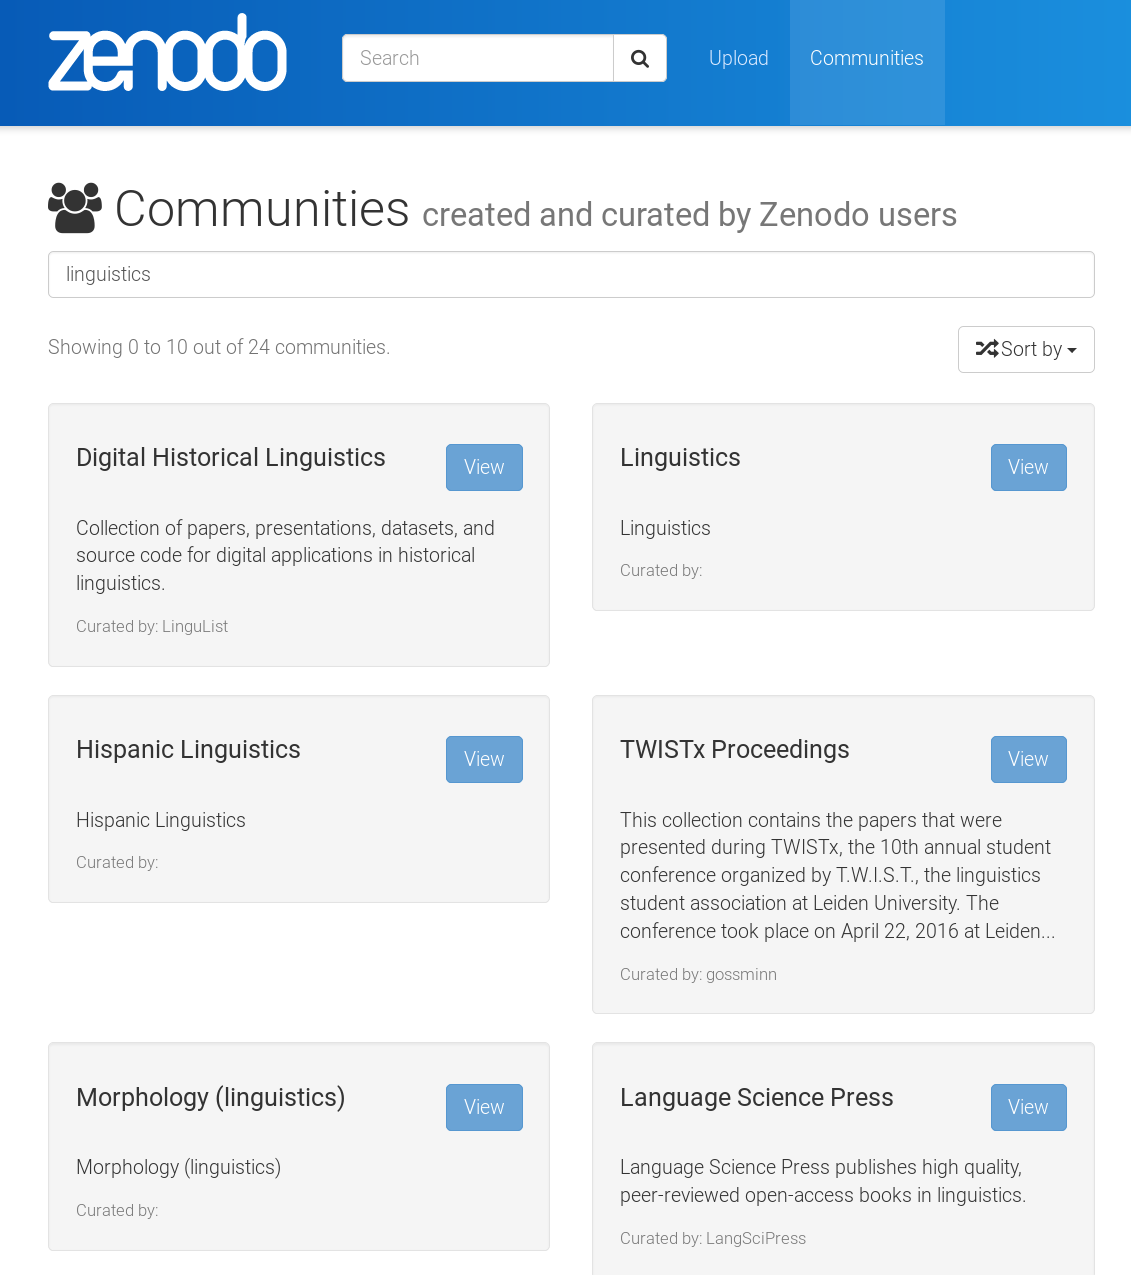 zenodo
Search
Upload
Communities
Communities created and curated by Zenodo users
linguistics
Showing 0 to 10 out of 24 communities.
Sort by
Digital Historical Linguistics
View
Collection of papers, presentations, datasets, and
source code for digital applications in historical
linguistics.
Curated by: LinguList
Linguistics
View
Linguistics
Curated by:
Hispanic Linguistics
View
Hispanic Linguistics
Curated by:
TWISTx Proceedings
View
This collection contains the papers that were
presented during TWISTx, the 10th annual student
conference organized by T.W.I.S.T., the linguistics
student association at Leiden University. The
conference took place on April 22, 2016 at Leiden...
Curated by: gossminn
Morphology (linguistics)
View
Morphology (linguistics)
Curated by:
Language Science Press
View
Language Science Press publishes high quality,
peer-reviewed open-access books in linguistics.
Curated by: LangSciPress